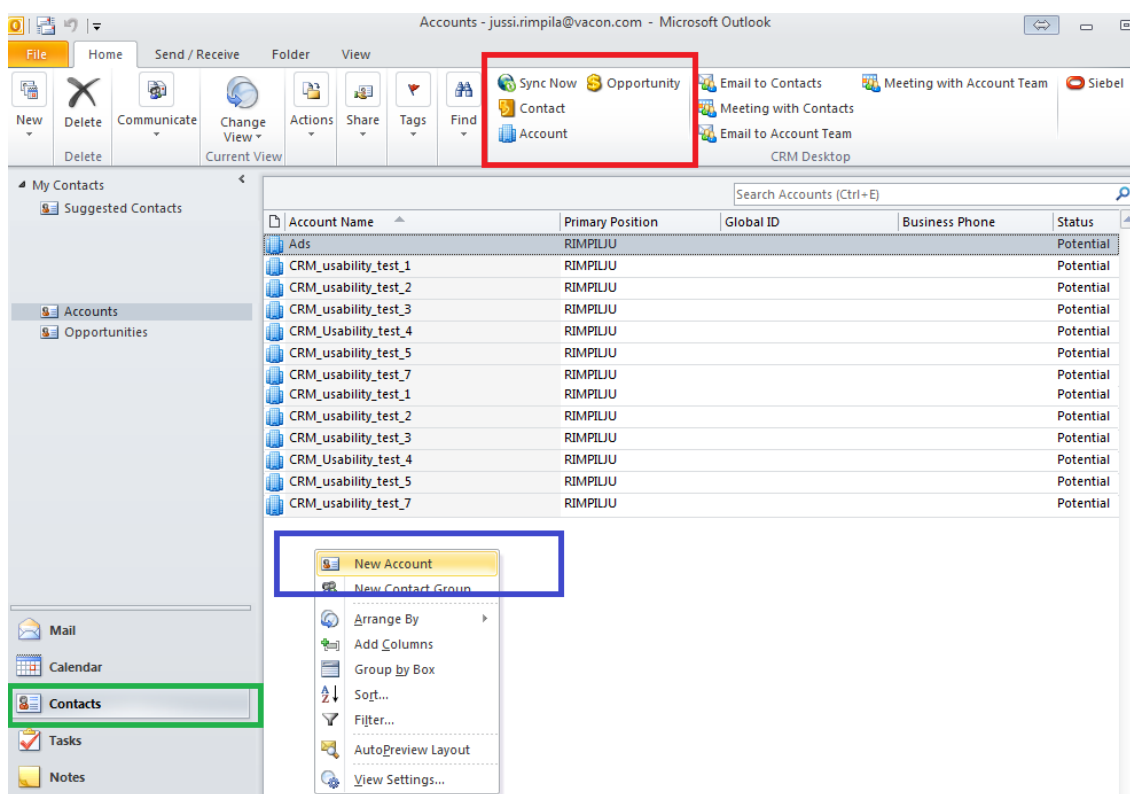 Accounts - jussi.rimpila@vacon.com - Microsoft Outlook
File Home Send / Receive Folder View
New Delete Communicate Change View Actions Share Tags Find
Sync Now Opportunity
Contact
Account
Email to Contacts Meeting with Account Team Siebel
Meeting with Contacts
Email to Account Team
Delete Current View CRM Desktop
My Contacts
Suggested Contacts
Accounts
Opportunities
Search Accounts (Ctrl+E)
Account Name Primary Position Global ID Business Phone Status
Ads RIMPILJU Potential
CRM_usability_test_1 RIMPILJU Potential
CRM_usability_test_2 RIMPILJU Potential
CRM_usability_test_3 RIMPILJU Potential
CRM_Usability_test_4 RIMPILJU Potential
CRM_usability_test_5 RIMPILJU Potential
CRM_usability_test_7 RIMPILJU Potential
CRM_usability_test_1 RIMPILJU Potential
CRM_usability_test_2 RIMPILJU Potential
CRM_usability_test_3 RIMPILJU Potential
CRM_Usability_test_4 RIMPILJU Potential
CRM_usability_test_5 RIMPILJU Potential
CRM_usability_test_7 RIMPILJU Potential
New Account
New Contact Group
Arrange By
Add Columns
Group by Box
Sort...
Filter...
AutoPreview Layout
View Settings...
Mail
Calendar
Contacts
Tasks
Notes